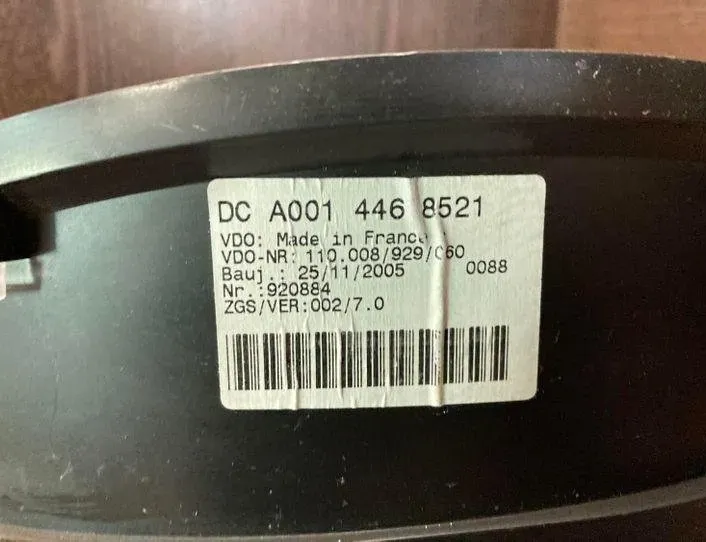 DC A001 446 8521
VDO: Made in France
VDO-NR: 110.008/929/060
Bauj.: 25/11/2005 0088
Nr.:920884
ZGS/VER:002/7.0